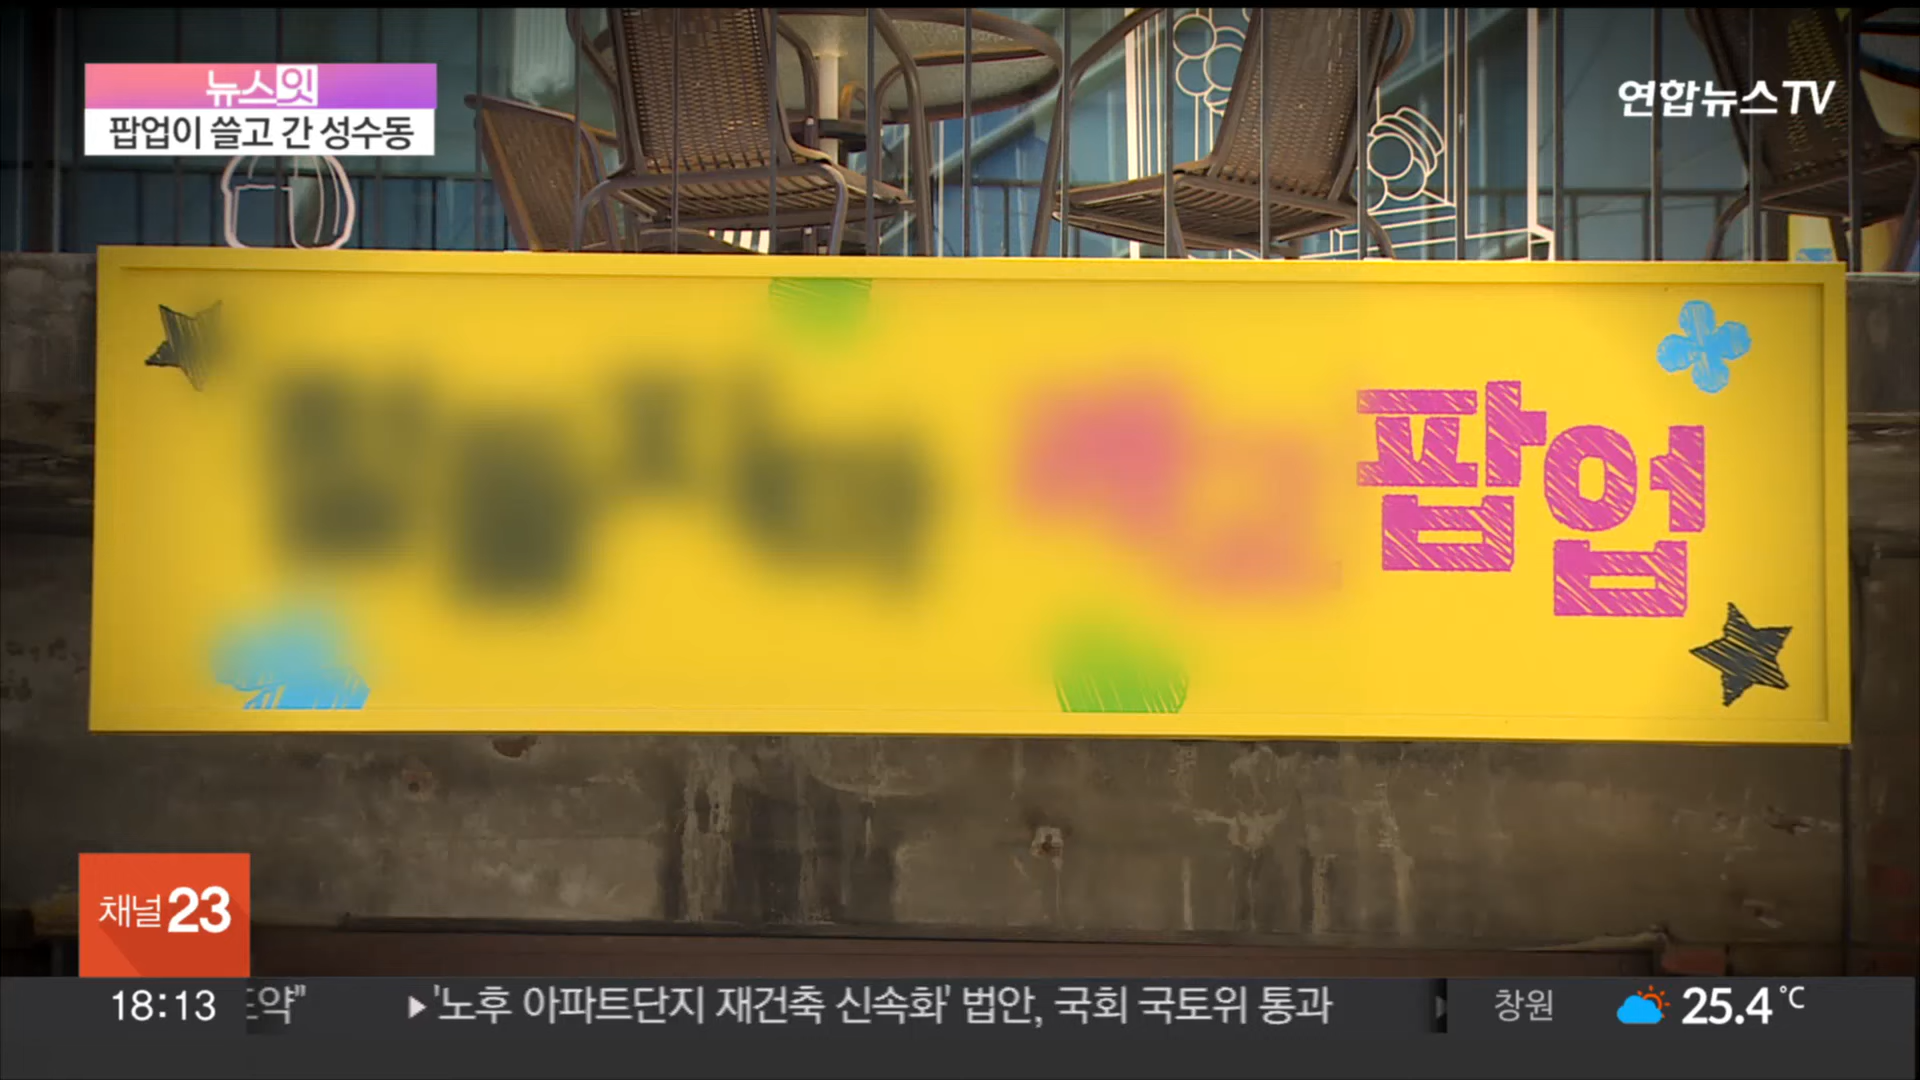 뉴스잇
팝업이 쓸고 간 성수동
연합뉴스TV
팝업
채널23
18:13
약" ▶'노후 아파트단지 재건축 신속화' 법안, 국회 국토위 통과
창원 25.4℃